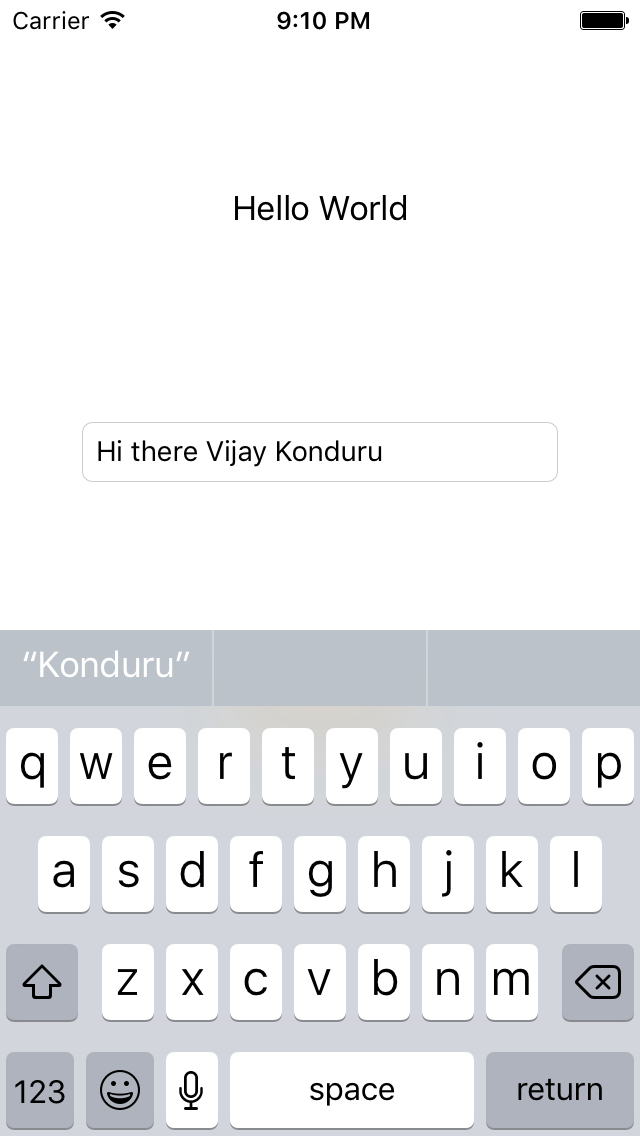 Carrier 9:10 PM
Hello World
Hi there Vijay Konduru
“Konduru”
q w e r t y u i o p
a s d f g h j k l
z x c v b n m
123 space return